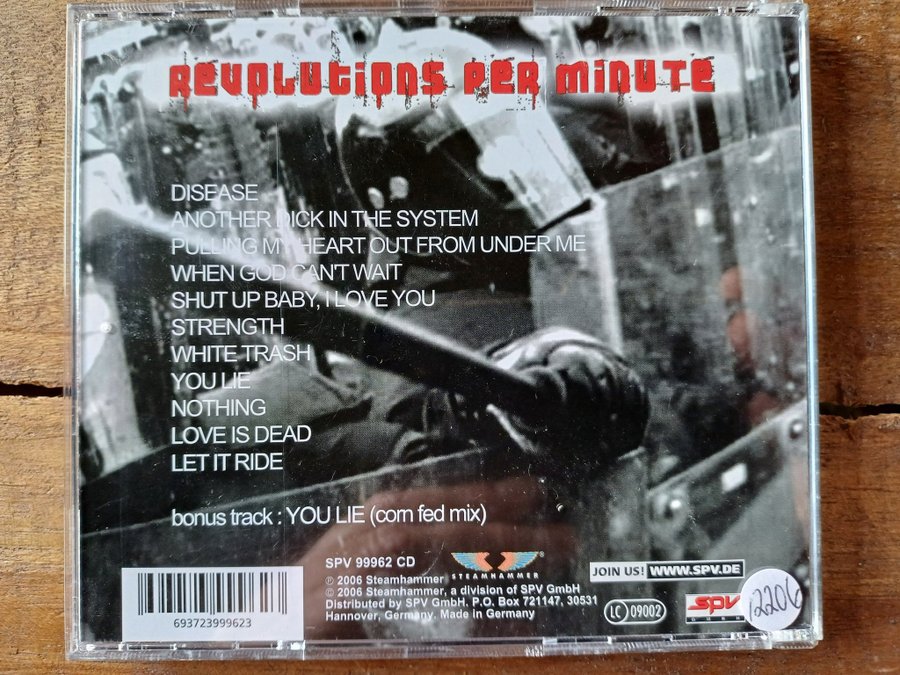 REVOLUTIONS PER MINUTE
DISEASE
ANOTHER DICK IN THE SYSTEM
PULLING MY HEART OUT FROM UNDER ME
WHEN GOD CAN'T WAIT
SHUT UP BABY, I LOVE YOU
STRENGTH
WHITE TRASH
YOU LIE
NOTHING
LOVE IS DEAD
LET IT RIDE
bonus track : YOU LIE (corn fed mix)
SPV 99962 CD
STEAMHAMMER ®
℗ 2006 Steamhammer
© 2006 Steamhammer, a division of SPV GmbH
Distributed by SPV GmbH. P.O. Box 721147, 30531
Hannover, Germany. Made in Germany
693723999623
JOIN US! WWW.SPV.DE
LC 09002
SPV
GMBH
12206